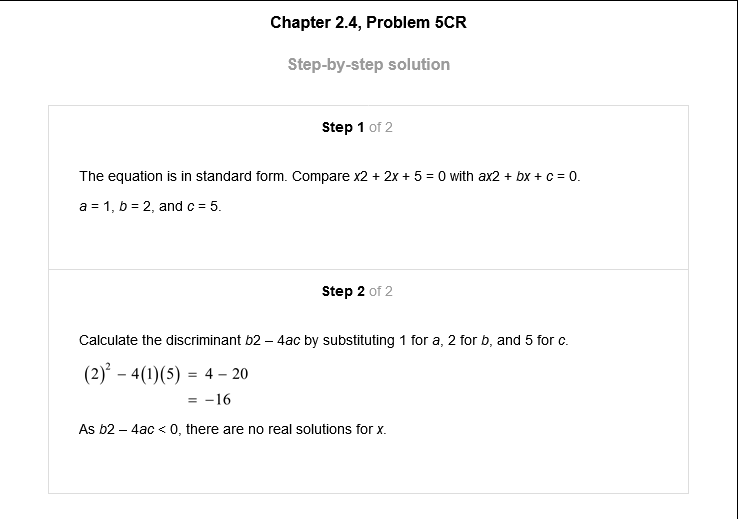 Chapter 2.4, Problem 5CR
Step-by-step solution
Step 1 of 2
The equation is in standard form. Compare x2 + 2x + 5 = 0 with ax2 + bx + c = 0.
a = 1, b = 2, and c = 5.
Step 2 of 2
Calculate the discriminant b2 – 4ac by substituting 1 for a, 2 for b, and 5 for c.
(2)² – 4(1)(5) = 4 – 20
= –16
As b2 – 4ac < 0, there are no real solutions for x.